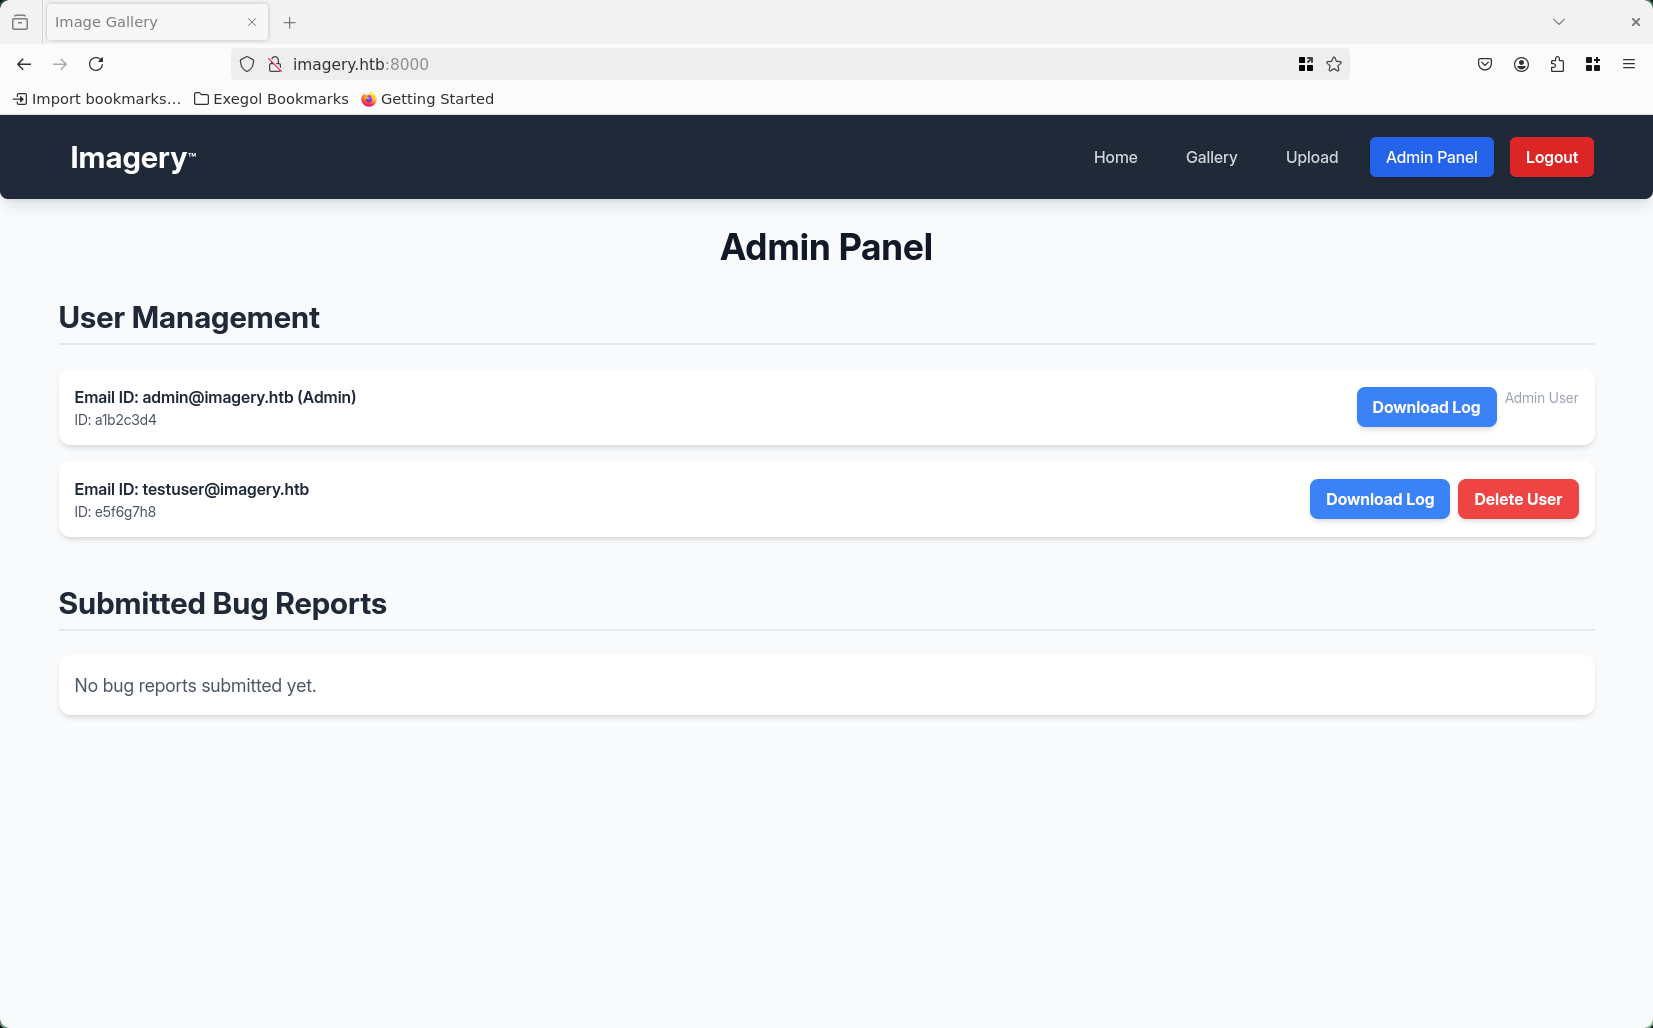 Image Gallery
imagery.htb:8000
Import bookmarks... Exegol Bookmarks Getting Started
Imagery™ Home Gallery Upload Admin Panel Logout
Admin Panel
User Management
Email ID: admin@imagery.htb (Admin)
ID: a1b2c3d4
Download Log Admin User
Email ID: testuser@imagery.htb
ID: e5f6g7h8
Download Log Delete User
Submitted Bug Reports
No bug reports submitted yet.